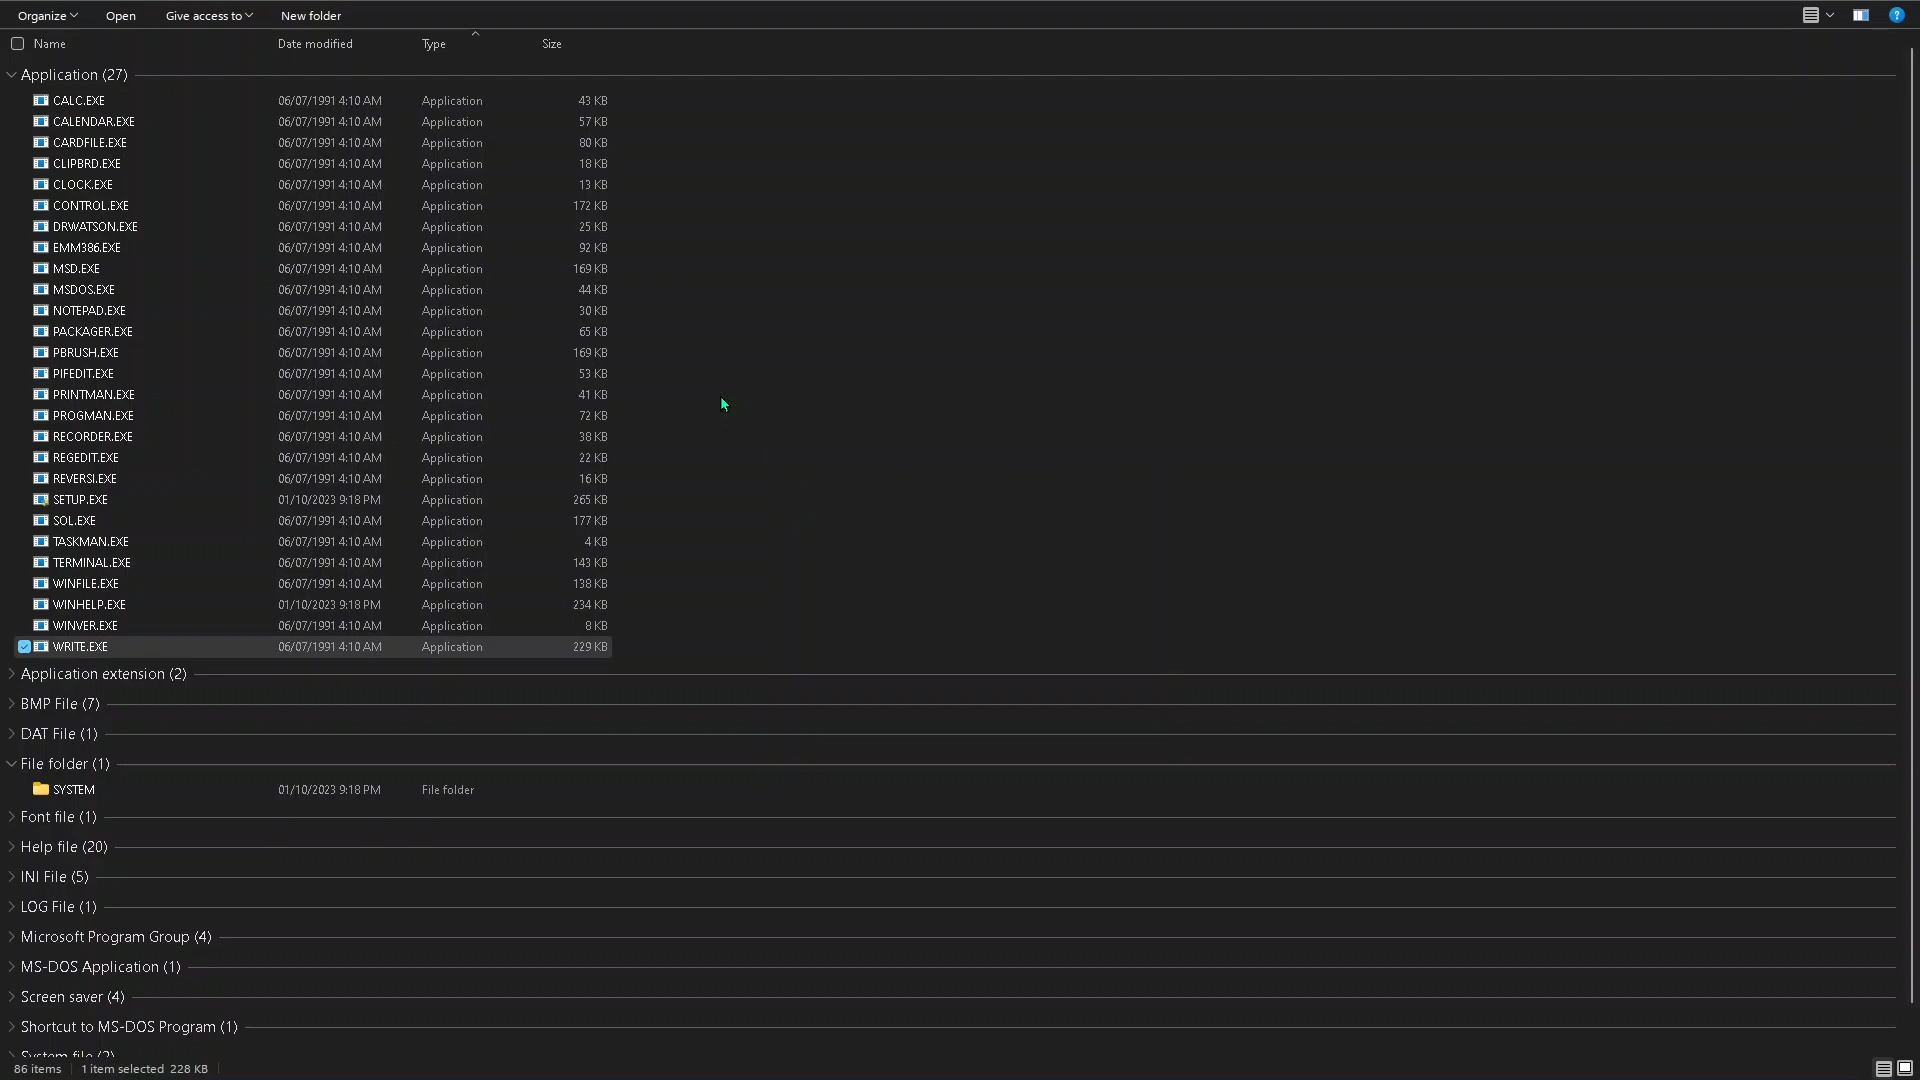 Organize Open Give access to New folder
Name Date modified Type Size
Application (27)
CALC.EXE 06/07/1991 4:10 AM Application 43 KB
CALENDAR.EXE 06/07/1991 4:10 AM Application 57 KB
CARDFILE.EXE 06/07/1991 4:10 AM Application 80 KB
CLIPBRD.EXE 06/07/1991 4:10 AM Application 18 KB
CLOCK.EXE 06/07/1991 4:10 AM Application 13 KB
CONTROL.EXE 06/07/1991 4:10 AM Application 172 KB
DRWATSON.EXE 06/07/1991 4:10 AM Application 25 KB
EMM386.EXE 06/07/1991 4:10 AM Application 92 KB
MSD.EXE 06/07/1991 4:10 AM Application 169 KB
MSDOS.EXE 06/07/1991 4:10 AM Application 44 KB
NOTEPAD.EXE 06/07/1991 4:10 AM Application 30 KB
PACKAGER.EXE 06/07/1991 4:10 AM Application 65 KB
PBRUSH.EXE 06/07/1991 4:10 AM Application 169 KB
PIFEDIT.EXE 06/07/1991 4:10 AM Application 53 KB
PRINTMAN.EXE 06/07/1991 4:10 AM Application 41 KB
PROGMAN.EXE 06/07/1991 4:10 AM Application 72 KB
RECORDER.EXE 06/07/1991 4:10 AM Application 38 KB
REGEDIT.EXE 06/07/1991 4:10 AM Application 22 KB
REVERSI.EXE 06/07/1991 4:10 AM Application 16 KB
SETUP.EXE 01/10/2023 9:18 PM Application 265 KB
SOL.EXE 06/07/1991 4:10 AM Application 177 KB
TASKMAN.EXE 06/07/1991 4:10 AM Application 4 KB
TERMINAL.EXE 06/07/1991 4:10 AM Application 143 KB
WINFILE.EXE 06/07/1991 4:10 AM Application 138 KB
WINHELP.EXE 01/10/2023 9:18 PM Application 234 KB
WINVER.EXE 06/07/1991 4:10 AM Application 8 KB
WRITE.EXE 06/07/1991 4:10 AM Application 229 KB
Application extension (2)
BMP File (7)
DAT File (1)
File folder (1)
SYSTEM 01/10/2023 9:18 PM File folder
Font file (1)
Help file (20)
INI File (5)
LOG File (1)
Microsoft Program Group (4)
MS-DOS Application (1)
Screen saver (4)
Shortcut to MS-DOS Program (1)
System file (2)
86 items 1 item selected 228 KB